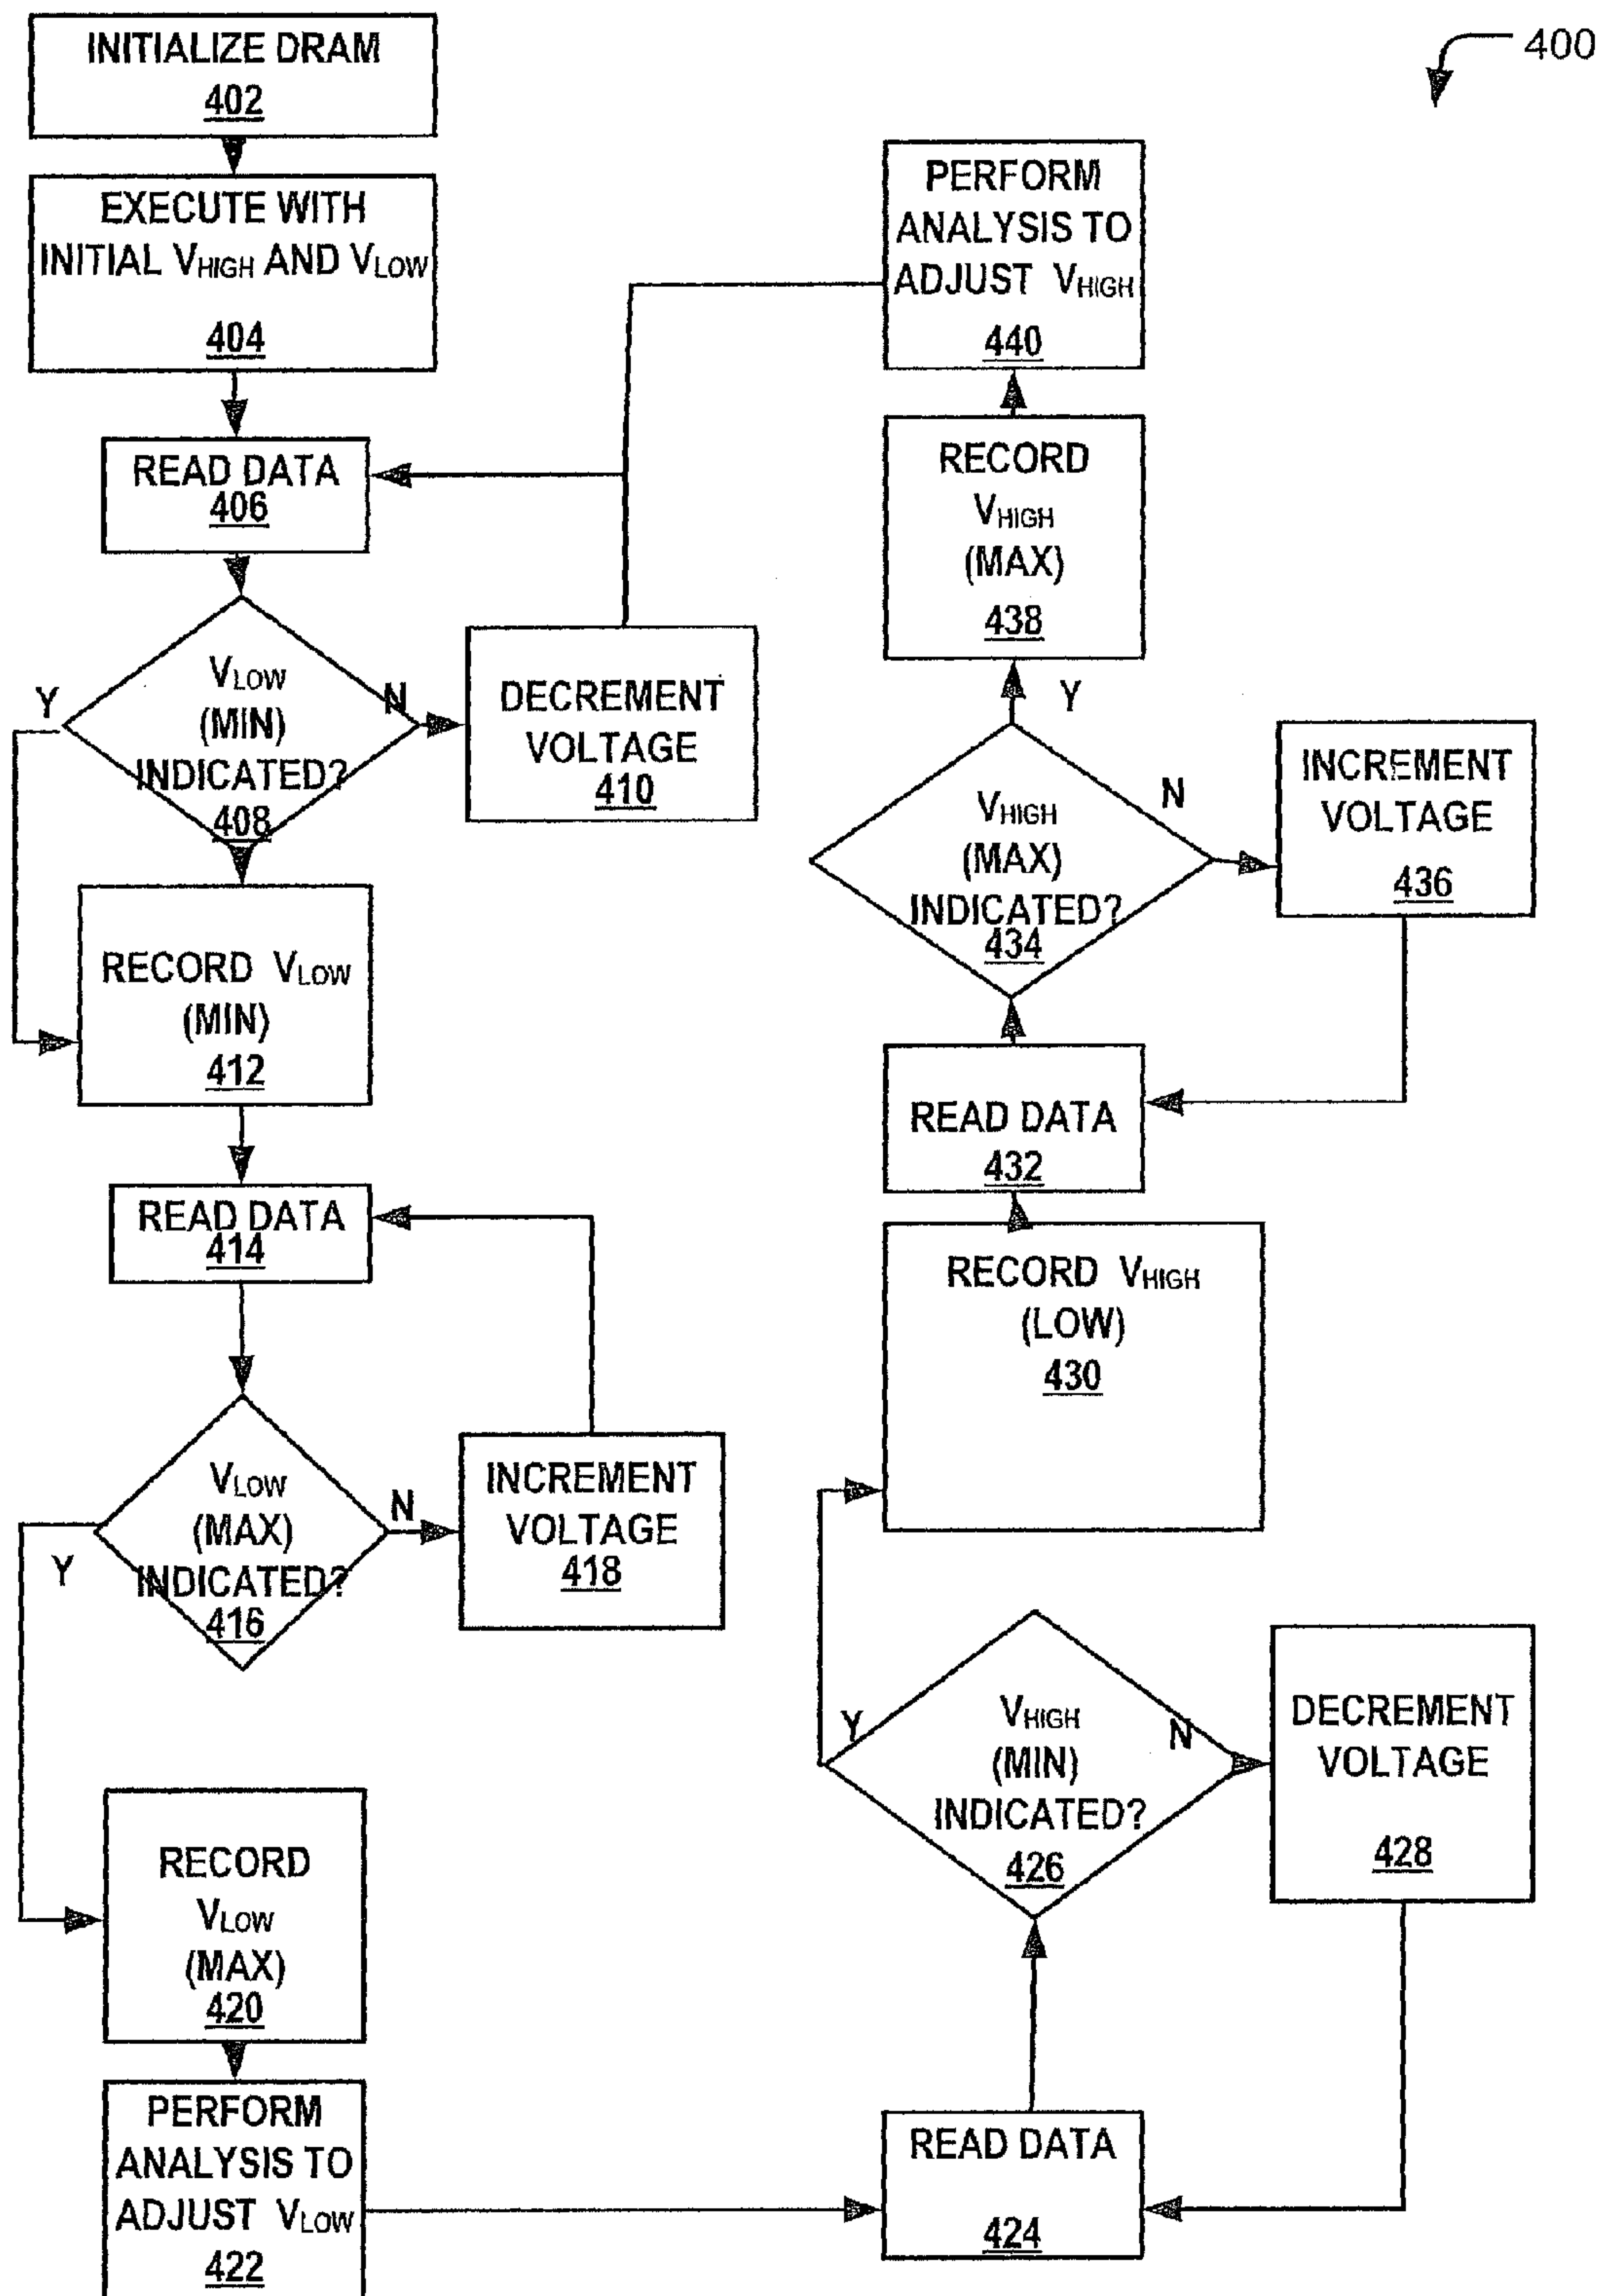 400
INITIALIZE DRAM
402
EXECUTE WITH
INITIAL VHIGH AND VLOW
404
READ DATA
406
VLOW
(MIN)
INDICATED?
408
Y
N
DECREMENT
VOLTAGE
410
RECORD VLOW
(MIN)
412
READ DATA
414
VLOW
(MAX)
INDICATED?
416
Y
N
INCREMENT
VOLTAGE
418
RECORD
VLOW
(MAX)
420
PERFORM
ANALYSIS TO
ADJUST VLOW
422
READ DATA
424
VHIGH
(MIN)
INDICATED?
426
Y
N
DECREMENT
VOLTAGE
428
RECORD VHIGH
(LOW)
430
READ DATA
432
VHIGH
(MAX)
INDICATED?
434
Y
N
INCREMENT
VOLTAGE
436
RECORD
VHIGH
(MAX)
438
PERFORM
ANALYSIS TO
ADJUST VHIGH
440